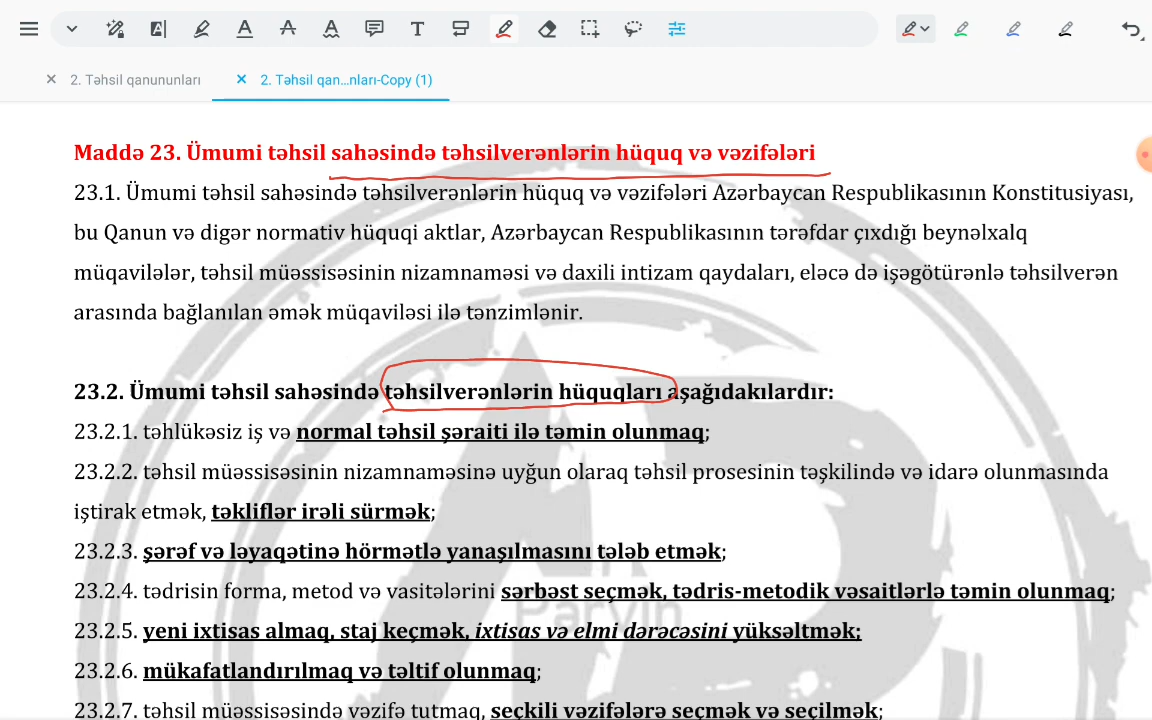 2. Təhsil qanununları
2. Təhsil qan...nları-Copy (1)
Maddə 23. Ümumi təhsil sahəsində təhsilverənlərin hüquq və vəzifələri
23.1. Ümumi təhsil sahəsində təhsilverənlərin hüquq və vəzifələri Azərbaycan Respublikasının Konstitusiyası,
bu Qanun və digər normativ hüquqi aktlar, Azərbaycan Respublikasının tərəfdar çıxdığı beynəlxalq
müqavilələr, təhsil müəssisəsinin nizamnaməsi və daxili intizam qaydaları, eləcə də işəgötürənlə təhsilverən
arasında bağlanılan əmək müqaviləsi ilə tənzimlənir.
23.2. Ümumi təhsil sahəsində təhsilverənlərin hüquqları aşağıdakılardır:
23.2.1. təhlükəsiz iş və normal təhsil şəraiti ilə təmin olunmaq;
23.2.2. təhsil müəssisəsinin nizamnaməsinə uyğun olaraq təhsil prosesinin təşkilində və idarə olunmasında
iştirak etmək, təkliflər irəli sürmək;
23.2.3. şərəf və ləyaqətinə hörmətlə yanaşılmasını tələb etmək;
23.2.4. tədrisin forma, metod və vasitələrini sərbəst seçmək, tədris-metodik vəsaitlərlə təmin olunmaq;
23.2.5. yeni ixtisas almaq, staj keçmək, ixtisas və elmi dərəcəsini yüksəltmək;
23.2.6. mükafatlandırılmaq və təltif olunmaq;
23.2.7. təhsil müəssisəsində vəzifə tutmaq, seçkili vəzifələrə seçmək və seçilmək;